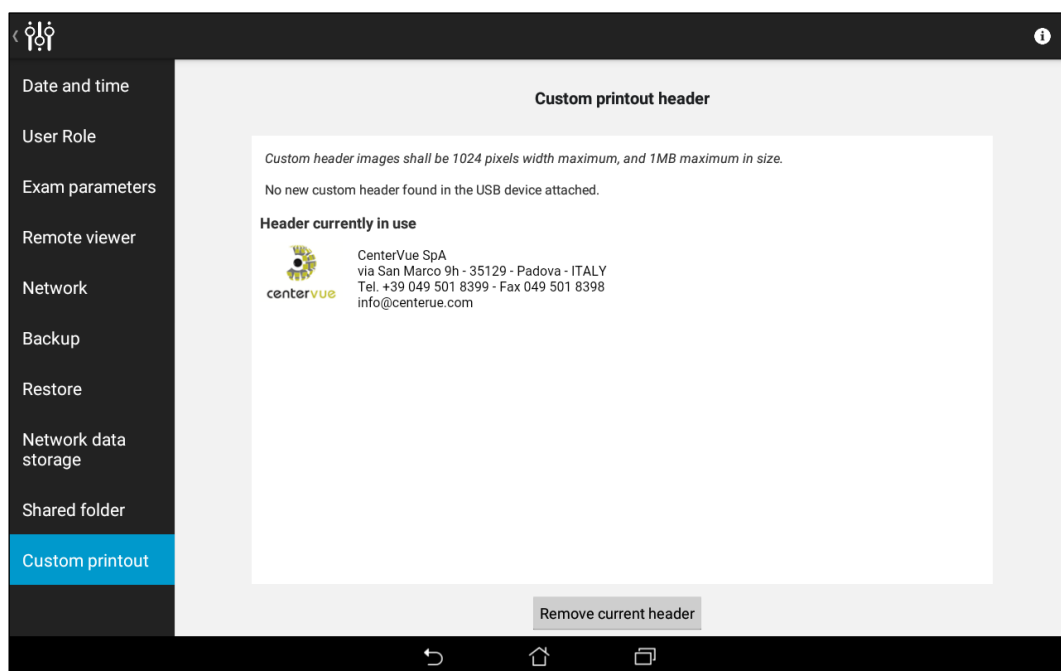 Date and time
User Role
Exam parameters
Remote viewer
Network
Backup
Restore
Network data
storage
Shared folder
Custom printout
Custom printout header
Custom header images shall be 1024 pixels width maximum, and 1MB maximum in size.
No new custom header found in the USB device attached.
Header currently in use
centervue
CenterVue SpA
via San Marco 9h - 35129 - Padova - ITALY
Tel. +39 049 501 8399 - Fax 049 501 8398
info@centerue.com
Remove current header